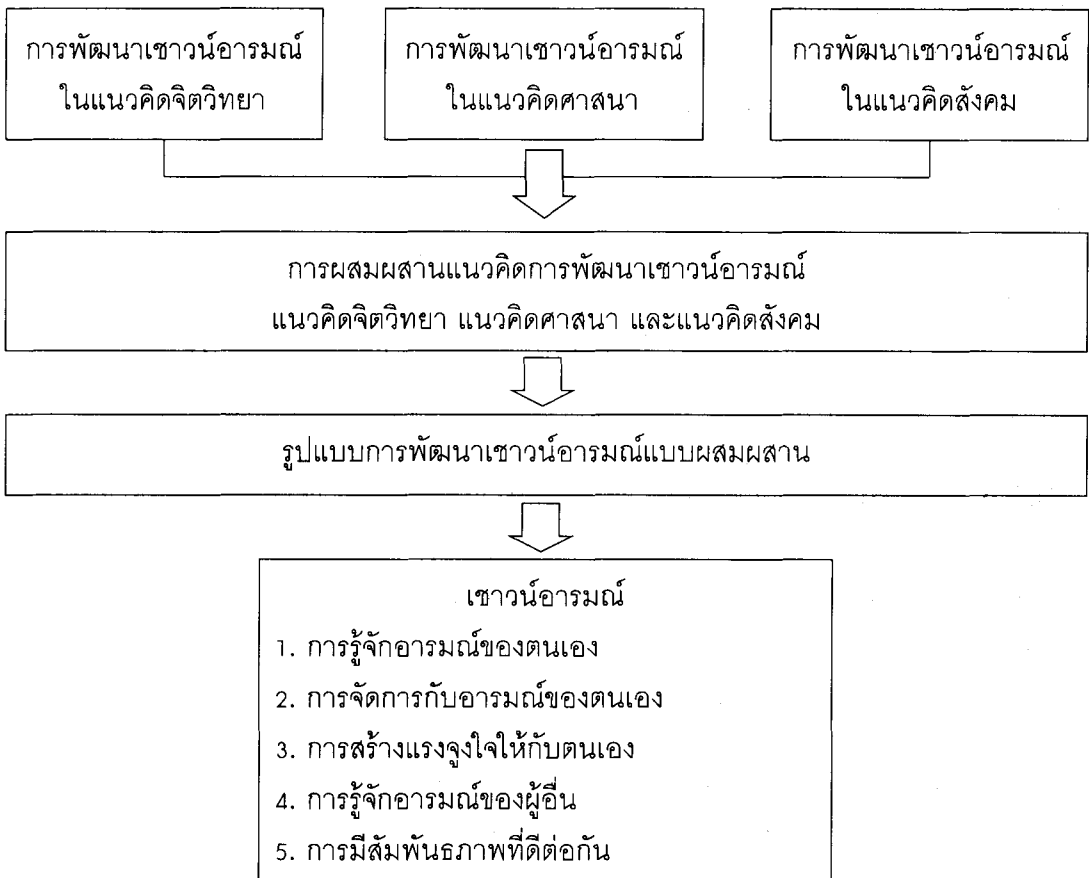 การพัฒนาเชาวน์อารมณ์
ในแนวคิดจิตวิทยา
การพัฒนาเชาวน์อารมณ์
ในแนวคิดศาสนา
การพัฒนาเชาวน์อารมณ์
ในแนวคิดสังคม
การผสมผสานแนวคิดการพัฒนาเชาวน์อารมณ์
แนวคิดจิตวิทยา แนวคิดศาสนา และแนวคิดสังคม
รูปแบบการพัฒนาเชาวน์อารมณ์แบบผสมผสาน
เชาวน์อารมณ์
1. การรู้จักอารมณ์ของตนเอง
2. การจัดการกับอารมณ์ของตนเอง
3. การสร้างแรงจูงใจให้กับตนเอง
4. การรู้จักอารมณ์ของผู้อื่น
5. การมีสัมพันธภาพที่ดีต่อกัน